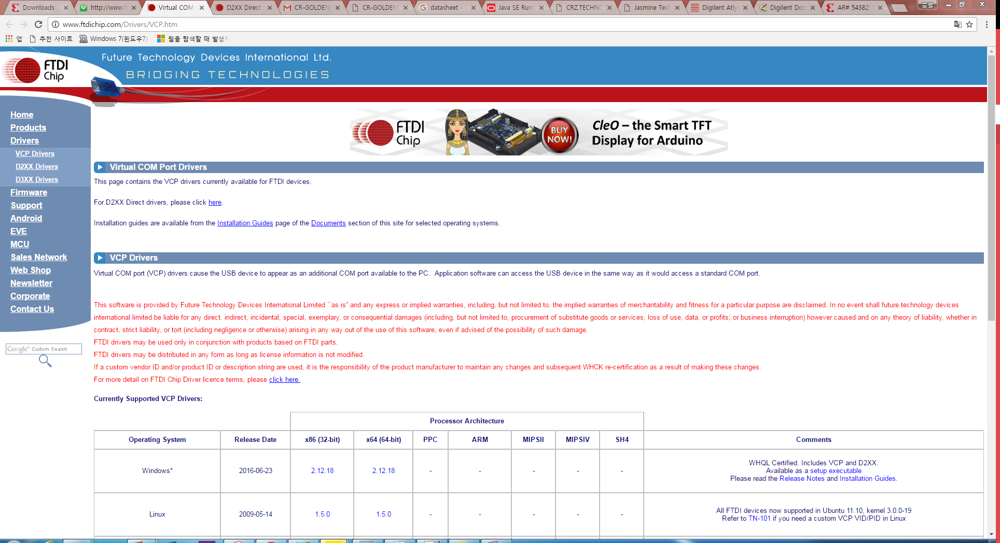 Downloads
http://www.f
Virtual COM
D2XX Direct
CR-GOLDEN
CR-GOLDEN
datasheet -
Java SE Runt
CRZ.TECHNO
Jasmine Tech
Digilent Atly
Digilent Doc
AR# 54382:
응렬
www.ftdichip.com/Drivers/VCP.htm
앱
추천 사이트
Windows 7(윈도우7)
웹을 탐색할 때 발생
FTDI
Chip
Future Technology Devices International Ltd.
BRIDGING TECHNOLOGIES
Home
Products
Drivers
VCP Drivers
D2XX Drivers
D3XX Drivers
Firmware
Support
Android
EVE
MCU
Sales Network
Web Shop
Newsletter
Corporate
Contact Us
Google™ Custom Search
FTDI
Chip
BUY
NOW!
CleO – the Smart TFT
Display for Arduino
Virtual COM Port Drivers
This page contains the VCP drivers currently available for FTDI devices.
For D2XX Direct drivers, please click here.
Installation guides are available from the Installation Guides page of the Documents section of this site for selected operating systems.
VCP Drivers
Virtual COM port (VCP) drivers cause the USB device to appear as an additional COM port available to the PC.  Application software can access the USB device in the same way as it would access a standard COM port.
This software is provided by Future Technology Devices International Limited ``as is'' and any express or implied warranties, including, but not limited to, the implied warranties of merchantability and fitness for a particular purpose are disclaimed. In no event shall future technology devices
international limited be liable for any direct, indirect, incidental, special, exemplary, or consequential damages (including, but not limited to, procurement of substitute goods or services; loss of use, data, or profits; or business interruption) however caused and on any theory of liability, whether in
contract, strict liability, or tort (including negligence or otherwise) arising in any way out of the use of this software, even if advised of the possibility of such damage.
FTDI drivers may be used only in conjunction with products based on FTDI parts.
FTDI drivers may be distributed in any form as long as license information is not modified.
If a custom vendor ID and/or product ID or description string are used, it is the responsibility of the product manufacturer to maintain any changes and subsequent WHCK re-certification as a result of making these changes.
For more detail on FTDI Chip Driver licence terms, please click here.
Currently Supported VCP Drivers:
Processor Architecture
Operating System Release Date x86 (32-bit) x64 (64-bit) PPC ARM MIPSII MIPSIV SH4 Comments
Windows* 2016-06-23 2.12.18 2.12.18 - - - - - WHQL Certified. Includes VCP and D2XX.
Available as a setup executable
Please read the Release Notes and Installation Guides.
Linux 2009-05-14 1.5.0 1.5.0 - - - - - All FTDI devices now supported in Ubuntu 11.10, kernel 3.0.0-19
Refer to TN-101 if you need a custom VCP VID/PID in Linux